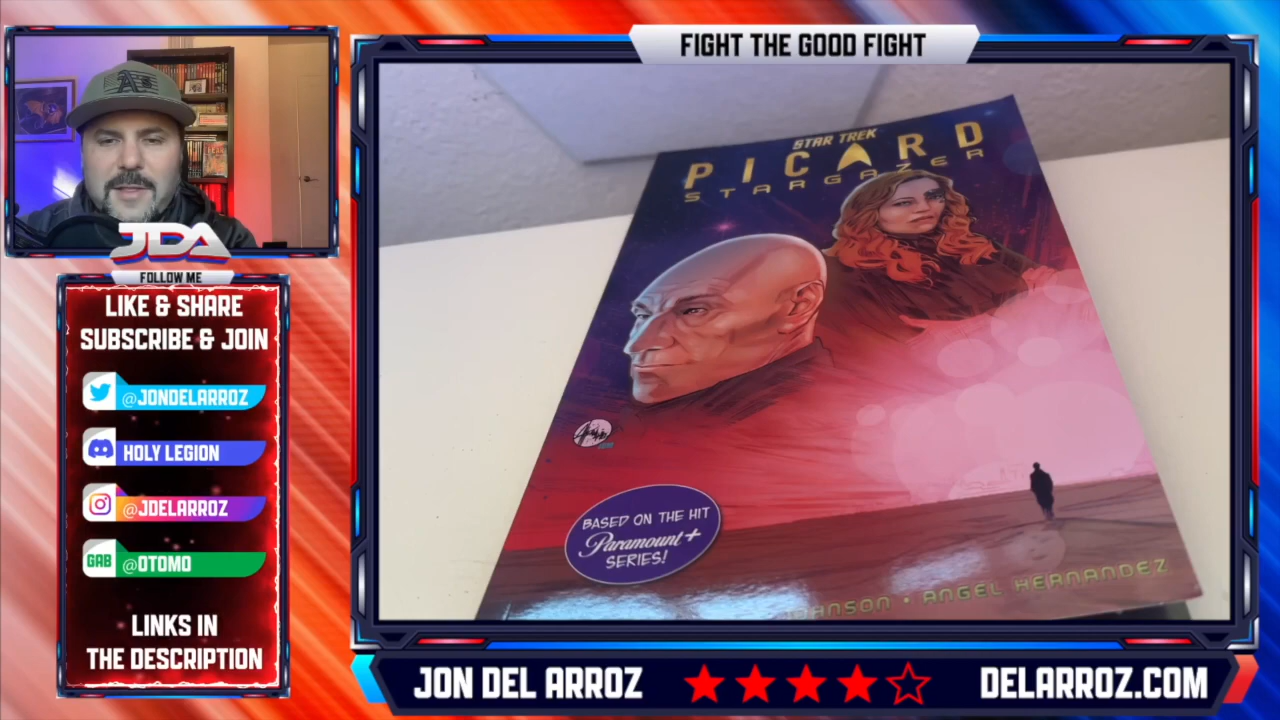 FIGHT THE GOOD FIGHT
A's
JDA
FOLLOW ME
LIKE & SHARE
SUBSCRIBE & JOIN
@JONDELARROZ
HOLY LEGION
@JDELARROZ
GAB @OTOMO
LINKS IN
THE DESCRIPTION
STAR TREK
PICARD
STARGAZER
BASED ON THE HIT
Paramount+
SERIES!
• ANGEL HERNANDEZ
JON DEL ARROZ
DELARROZ.COM